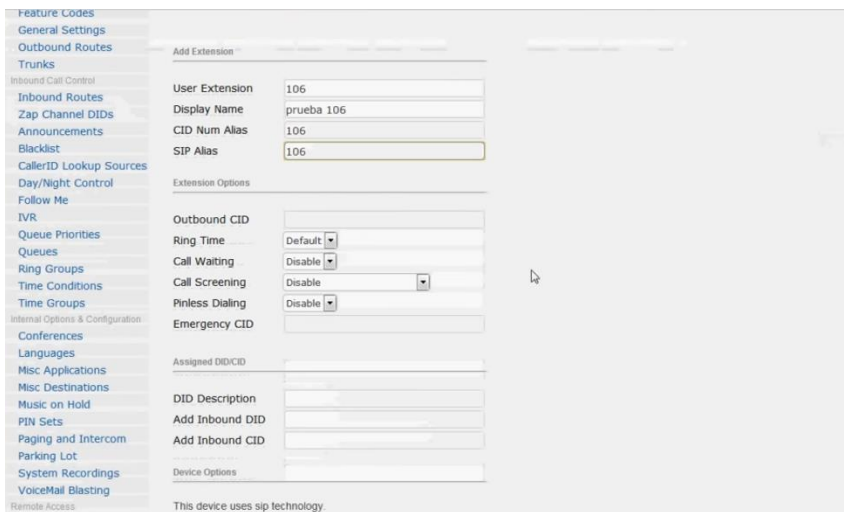 Feature Codes
General Settings
Outbound Routes
Trunks
Inbound Call Control
Inbound Routes
Zap Channel DIDs
Announcements
Blacklist
CallerID Lookup Sources
Day/Night Control
Follow Me
IVR
Queue Priorities
Queues
Ring Groups
Time Conditions
Time Groups
Internal Options & Configuration
Conferences
Languages
Misc Applications
Misc Destinations
Music on Hold
PIN Sets
Paging and Intercom
Parking Lot
System Recordings
VoiceMail Blasting
Remote Access
Add Extension
User Extension 106
Display Name prueba 106
CID Num Alias 106
SIP Alias 106
Extension Options
Outbound CID
Ring Time Default
Call Waiting Disable
Call Screening Disable
Pinless Dialing Disable
Emergency CID
Assigned DID/CID
DID Description
Add Inbound DID
Add Inbound CID
Device Options
This device uses sip technology.